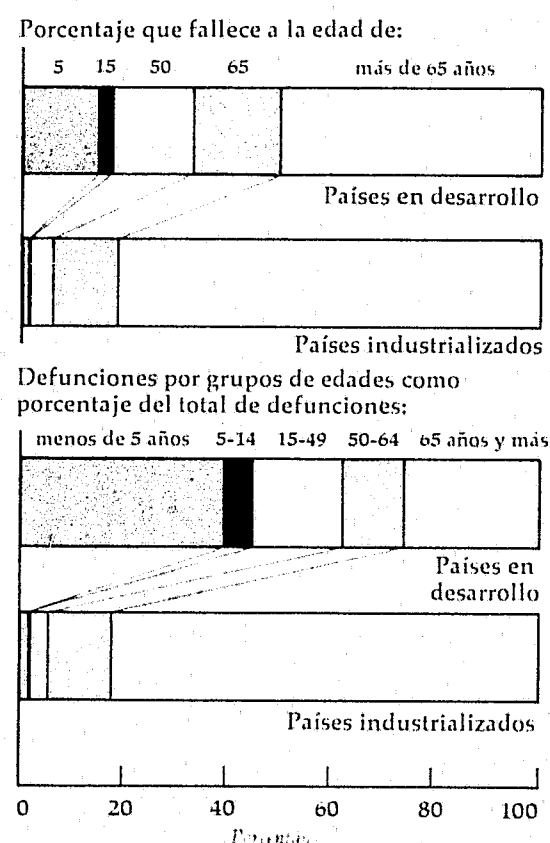 Porcentaje que fallece a la edad de:
5 15 50 65 más de 65 años
Países en desarrollo
Países industrializados
Defunciones por grupos de edades como
porcentaje del total de defunciones:
menos de 5 años 5-14 15-49 50-64 65 años y más
Países en
desarrollo
Países industrializados
0 20 40 60 80 100